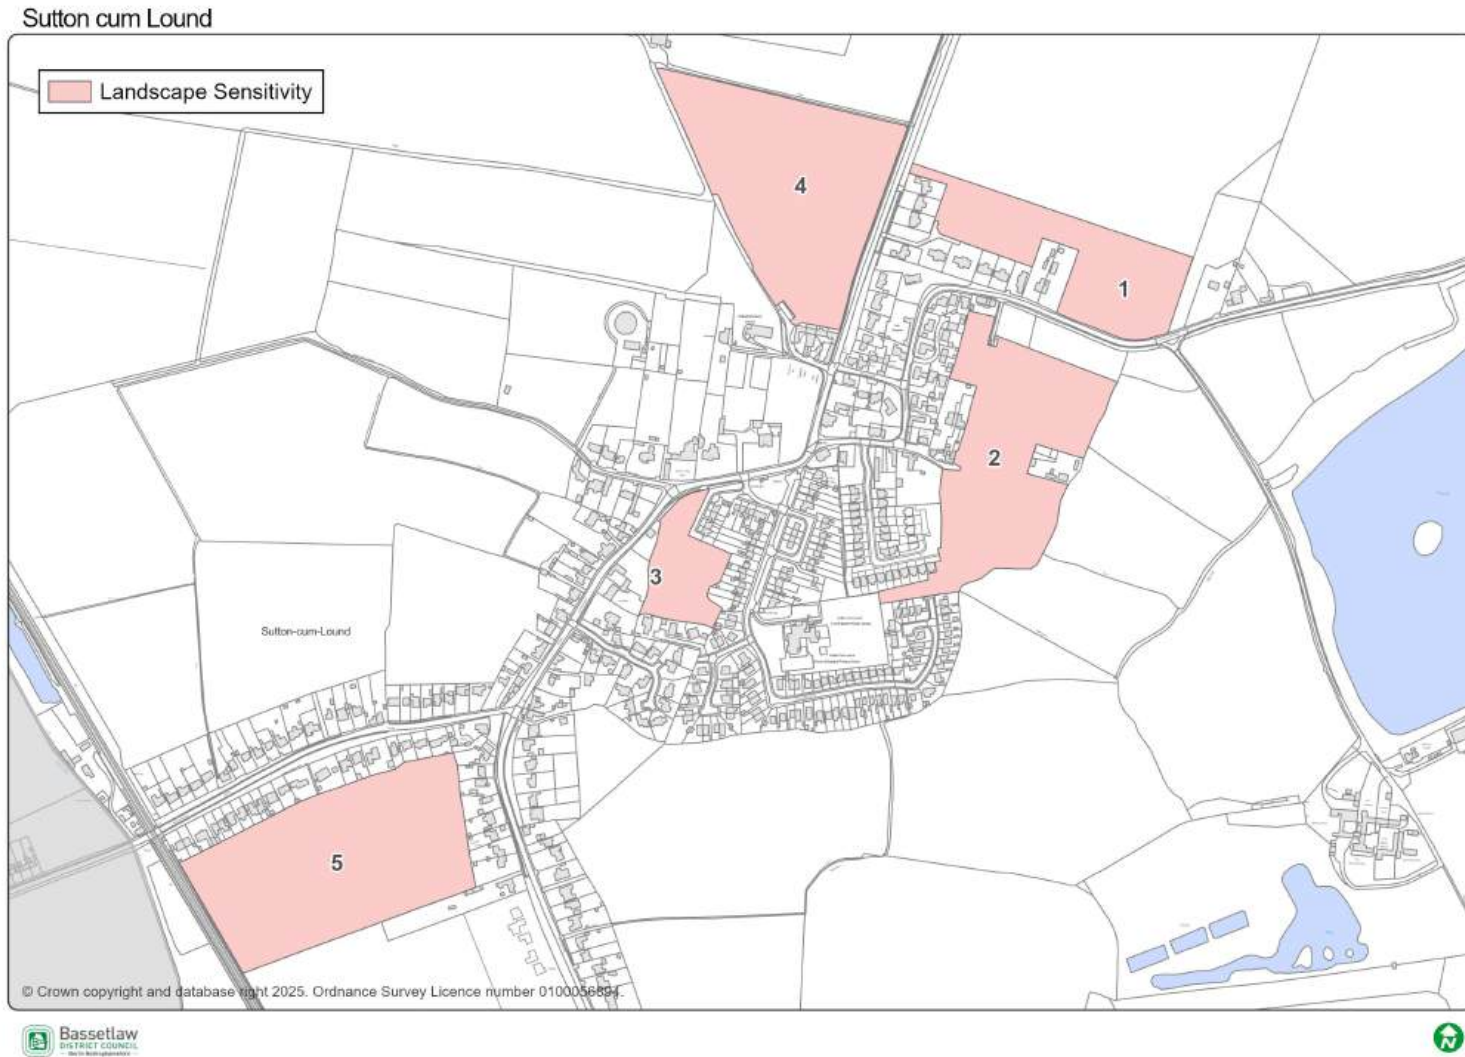 Sutton cum Lound
Landscape Sensitivity
4
1
2
3
Sutton-cum-Lound
5
© Crown copyright and database right 2025. Ordnance Survey Licence number 0100056894.
Bassetlaw
DISTRICT COUNCIL
N